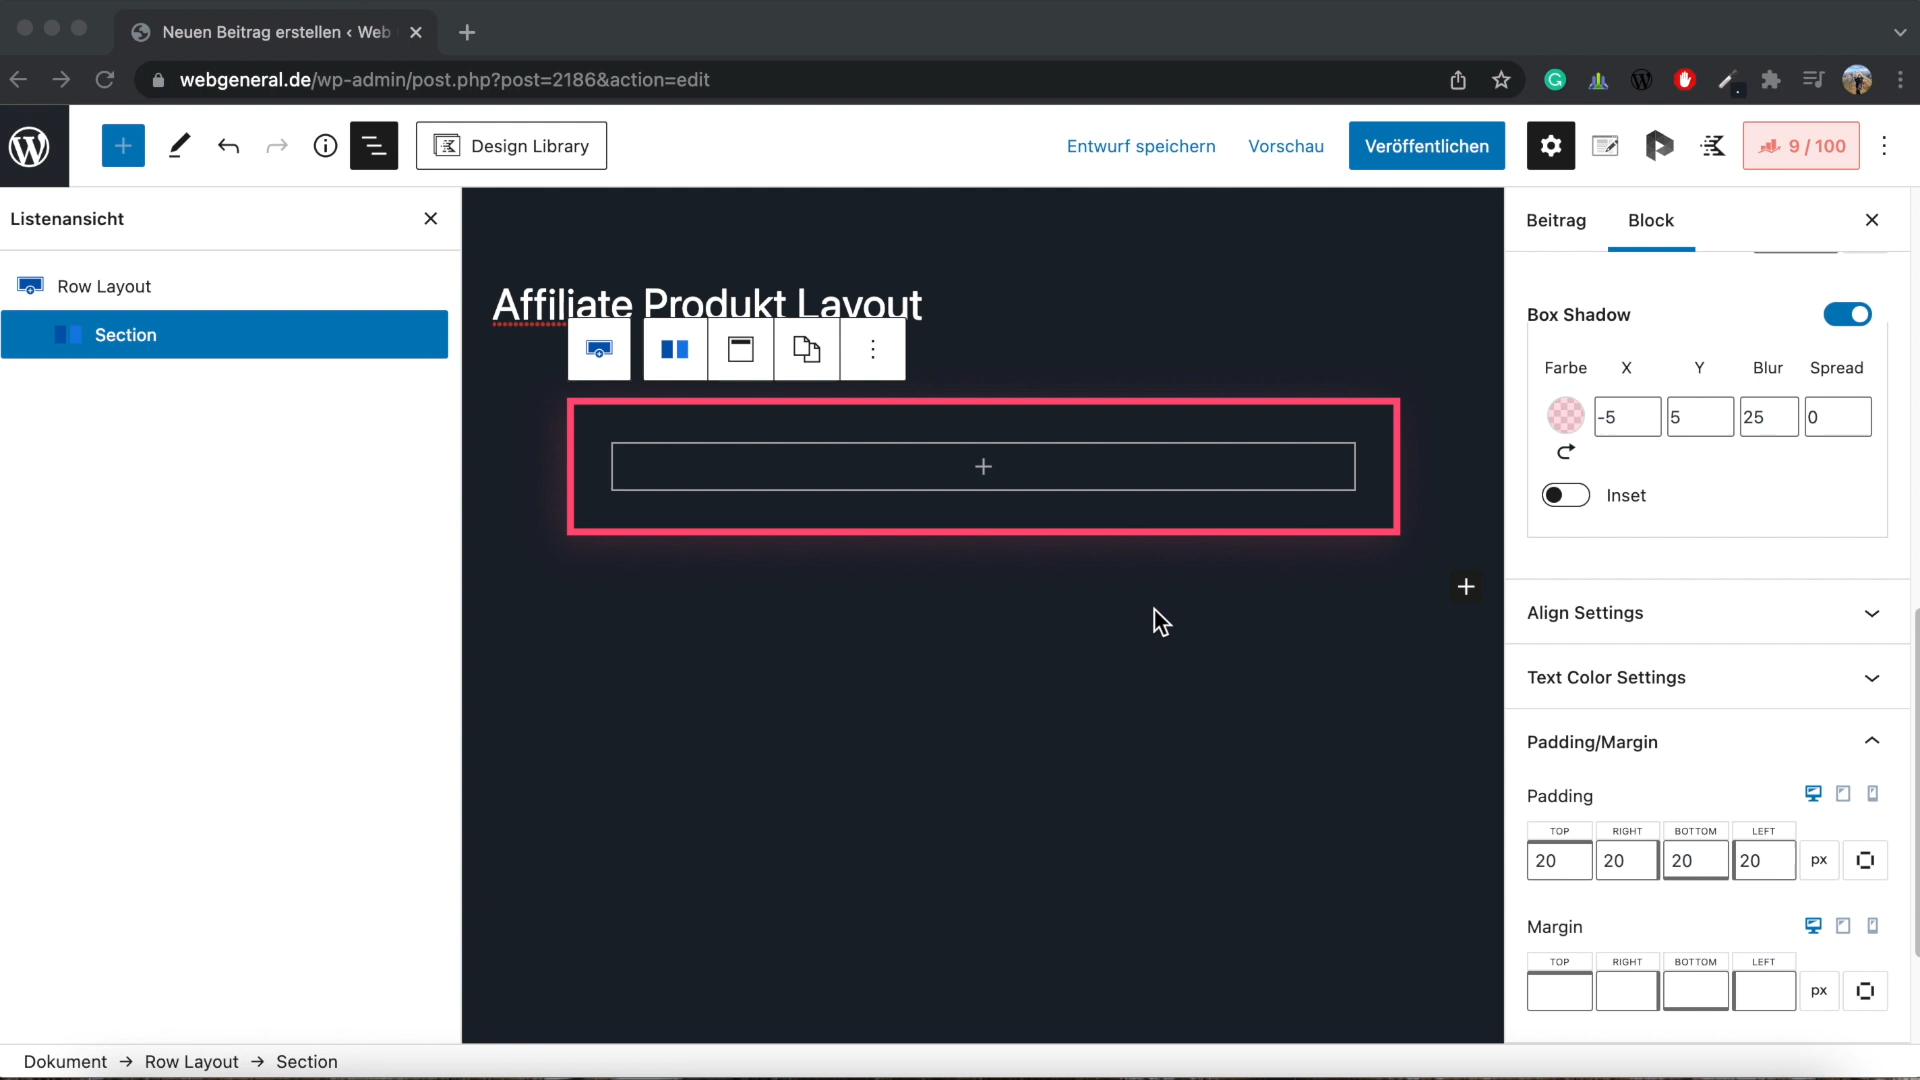 Neuen Beitrag erstellen ‹ Web
webgeneral.de/wp-admin/post.php?post=2186&action=edit
Design Library
Entwurf speichern
Vorschau
Veröffentlichen
9 / 100
Listenansicht
Row Layout
Section
Affiliate Produkt Layout
Beitrag
Block
Box Shadow
Farbe X Y Blur Spread
-5 5 25 0
Inset
Align Settings
Text Color Settings
Padding/Margin
Padding
TOP RIGHT BOTTOM LEFT
20 20 20 20 px
Margin
TOP RIGHT BOTTOM LEFT
px
Dokument → Row Layout → Section